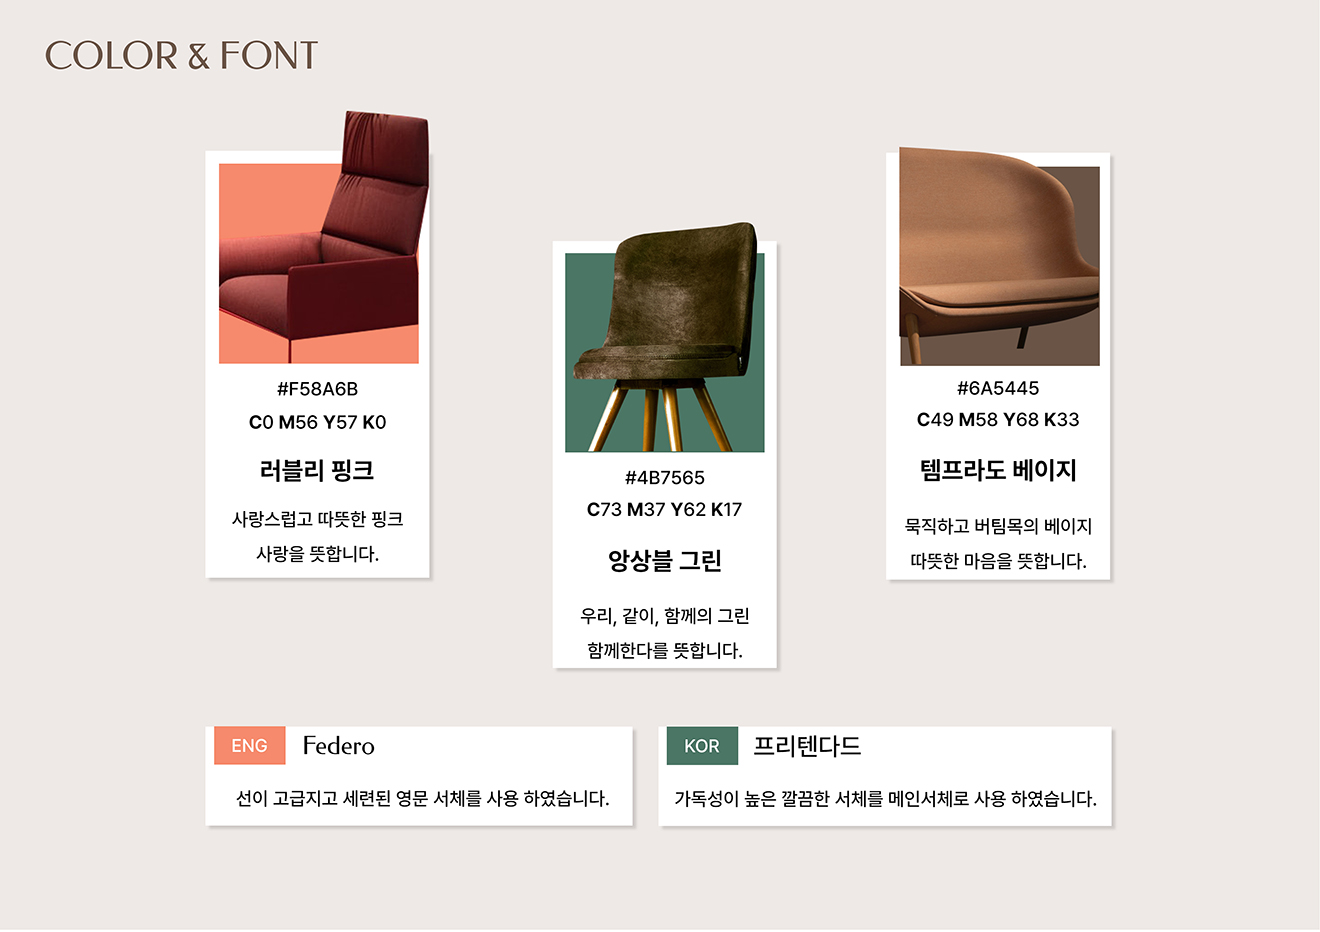 COLOR & FONT
#F58A6B
C0 M56 Y57 K0
러블리 핑크
사랑스럽고 따뜻한 핑크
사랑을 뜻합니다.
#4B7565
C73 M37 Y62 K17
앙상블 그린
우리, 같이, 함께의 그린
함께한다를 뜻합니다.
#6A5445
C49 M58 Y68 K33
템프라도 베이지
묵직하고 버팀목의 베이지
따뜻한 마음을 뜻합니다.
ENG Federo
선이 고급지고 세련된 영문 서체를 사용 하였습니다.
KOR 프리텐다드
가독성이 높은 깔끔한 서체를 메인서체로 사용 하였습니다.